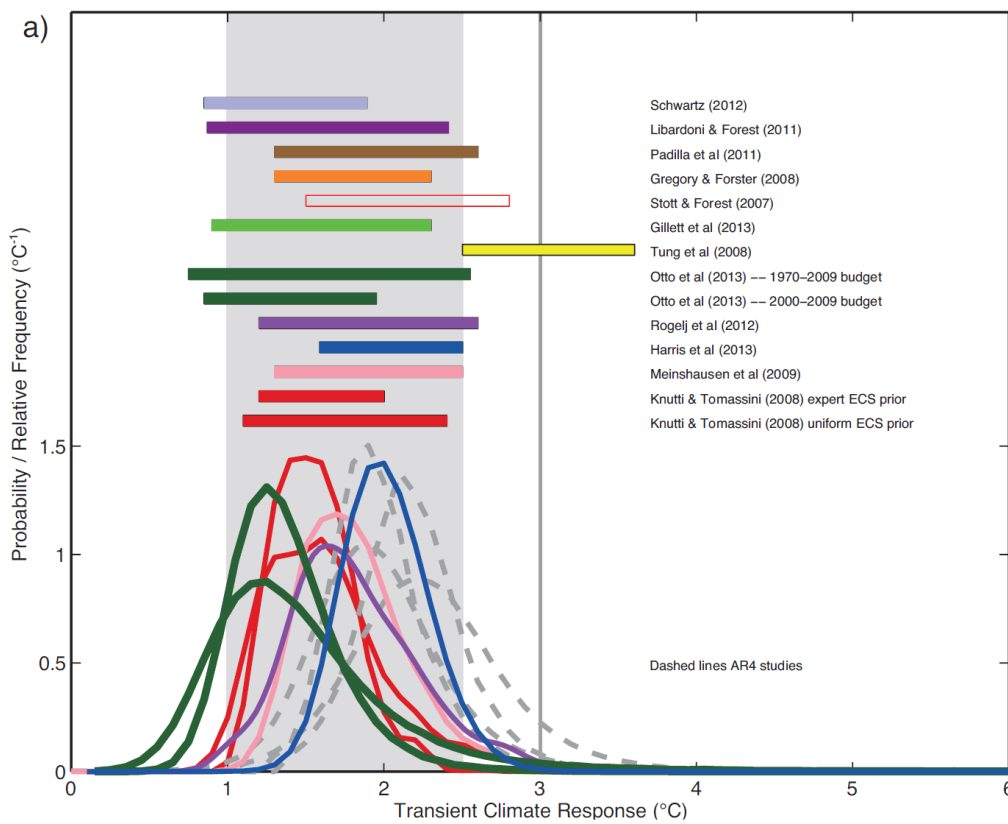 a)
Schwartz (2012)
Libardoni & Forest (2011)
Padilla et al (2011)
Gregory & Forster (2008)
Stott & Forest (2007)
Gillett et al (2013)
Tung et al (2008)
Otto et al (2013) −− 1970–2009 budget
Otto et al (2013) −− 2000–2009 budget
Rogelj et al (2012)
Harris et al (2013)
Meinshausen et al (2009)
Knutti & Tomassini (2008) expert ECS prior
Knutti & Tomassini (2008) uniform ECS prior
Probability / Relative Frequency (°C⁻¹)
1.5
1
0.5
0
Dashed lines AR4 studies
0 1 2 3 4 5 6
Transient Climate Response (°C)